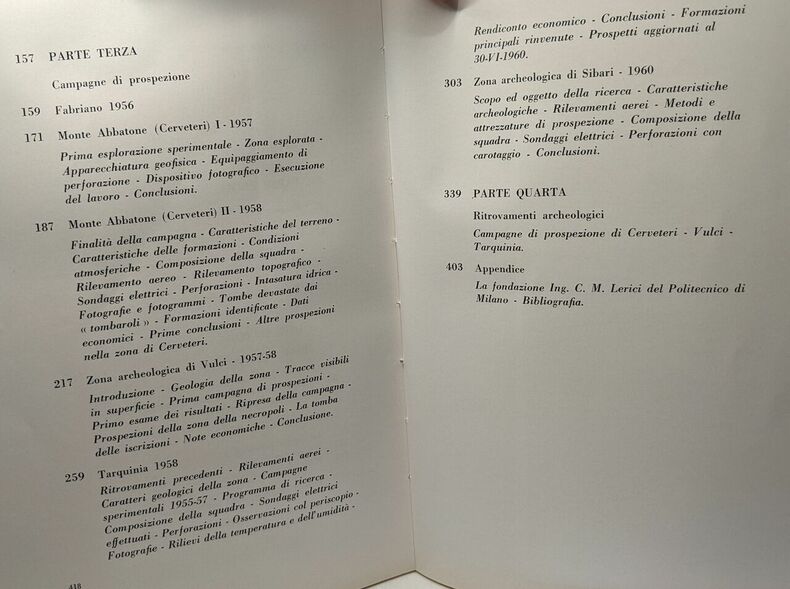 157 PARTE TERZA
Campagne di prospezione
159 Fabriano 1956
171 Monte Abbatone (Cerveteri) I - 1957
Prima esplorazione sperimentale - Zona esplorata -
Apparecchiatura geofisica - Equipaggiamento di
perforazione - Dispositivo fotografico - Esecuzione
del lavoro - Conclusioni.
187 Monte Abbatone (Cerveteri) II - 1958
Finalità della campagna - Caratteristiche del terreno -
Caratteristiche delle formazioni - Condizioni
atmosferiche - Composizione della squadra -
Rilevamento aereo - Rilevamento topografico -
Sondaggi elettrici - Perforazioni - Intasatura idrica -
Fotografie e fotogrammi - Tombe devastate dai
« tombaroli » - Formazioni identificate - Dati
economici - Prime conclusioni - Altre prospezioni
nella zona di Cerveteri.
217 Zona archeologica di Vulci - 1957-58
Introduzione - Geologia della zona - Tracce visibili
in superficie - Prima campagna di prospezioni -
Primo esame dei risultati - Ripresa della campagna -
Prospezioni della zona della necropoli - La tomba
delle iscrizioni - Note economiche - Conclusione.
259 Tarquinia 1958
Ritrovamenti precedenti - Rilevamenti aerei -
Caratteri geologici della zona - Campagne
sperimentali 1955-57 - Programma di ricerca -
Composizione della squadra - Sondaggi elettrici
effettuati - Perforazioni - Osservazioni col periscopio -
Fotografie - Rilievi della temperatura e dell'umidità -
418
Rendiconto economico - Conclusioni - Formazioni
principali rinvenute - Prospetti aggiornati al
30-VI-1960.
303 Zona archeologica di Sibari - 1960
Scopo ed oggetto della ricerca - Caratteristiche
archeologiche - Rilevamenti aerei - Metodi e
attrezzature di prospezione - Composizione della
squadra - Sondaggi elettrici - Perforazioni con
carotaggio - Conclusioni.
339 PARTE QUARTA
Ritrovamenti archeologici
Campagne di prospezione di Cerveteri - Vulci -
Tarquinia.
403 Appendice
La fondazione Ing. C. M. Lerici del Politecnico di
Milano - Bibliografia.